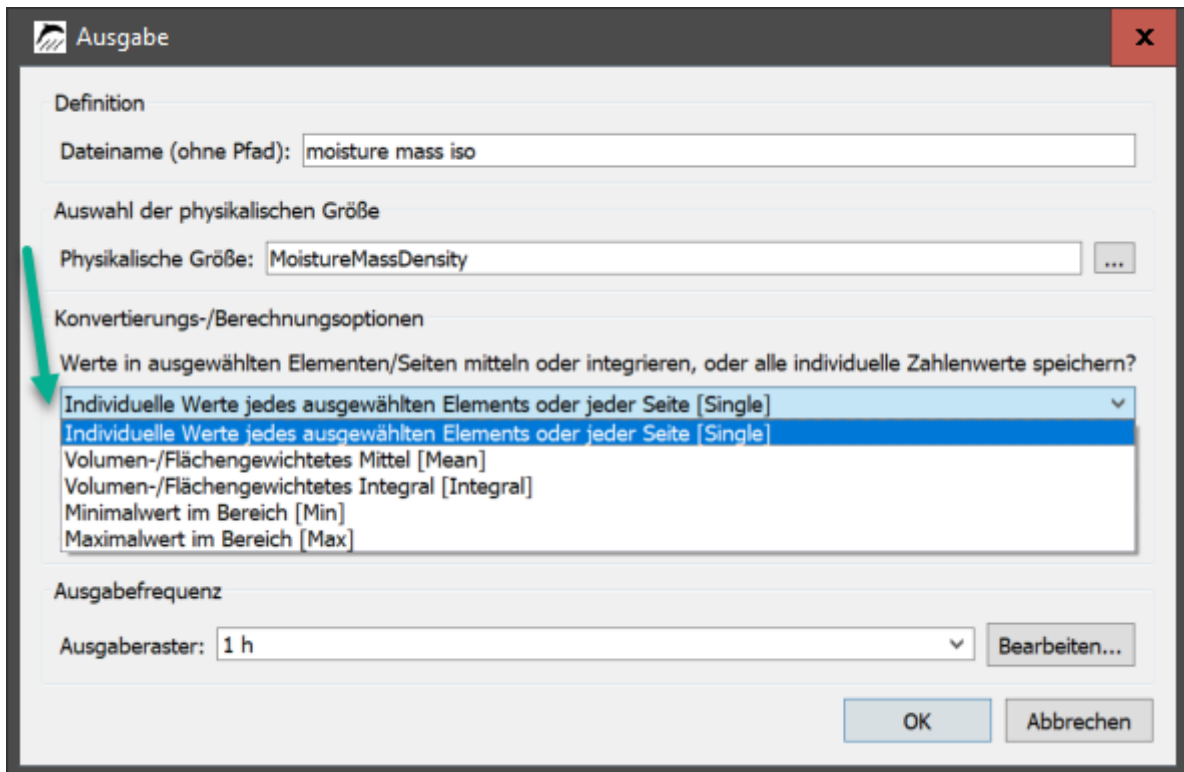 Ausgabe
x
Definition
Dateiname (ohne Pfad): moisture mass iso
Auswahl der physikalischen Größe
Physikalische Größe: MoistureMassDensity ...
Konvertierungs-/Berechnungsoptionen
Werte in ausgewählten Elementen/Seiten mitteln oder integrieren, oder alle individuelle Zahlenwerte speichern?
Individuelle Werte jedes ausgewählten Elements oder jeder Seite [Single]
Individuelle Werte jedes ausgewählten Elements oder jeder Seite [Single]
Volumen-/Flächengewichtetes Mittel [Mean]
Volumen-/Flächengewichtetes Integral [Integral]
Minimalwert im Bereich [Min]
Maximalwert im Bereich [Max]
Ausgabefrequenz
Ausgaberaster: 1 h Bearbeiten...
OK Abbrechen